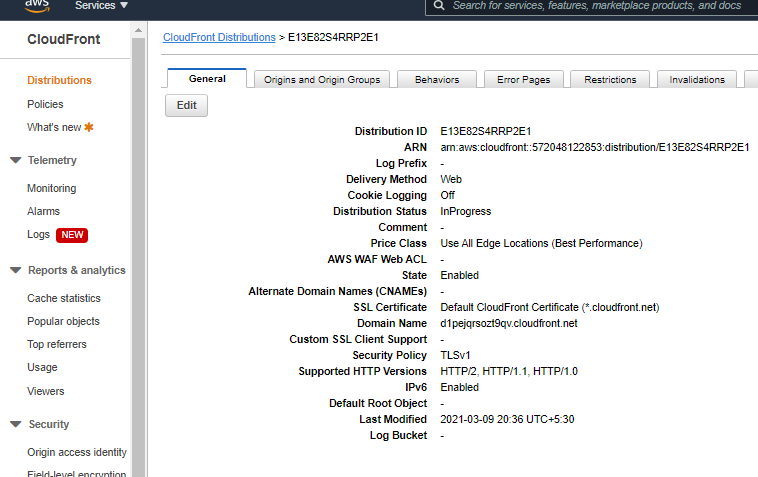 aws
Services
Search for services, features, marketplace products, and docs
CloudFront
Distributions
Policies
What's new
Telemetry
Monitoring
Alarms
Logs NEW
Reports & analytics
Cache statistics
Popular objects
Top referrers
Usage
Viewers
Security
Origin access identity
Field-level encryption
CloudFront Distributions > E13E82S4RRP2E1
General
Origins and Origin Groups
Behaviors
Error Pages
Restrictions
Invalidations
Edit
Distribution ID E13E82S4RRP2E1
ARN arn:aws:cloudfront::572048122853:distribution/E13E82S4RRP2E1
Log Prefix -
Delivery Method Web
Cookie Logging Off
Distribution Status InProgress
Comment -
Price Class Use All Edge Locations (Best Performance)
AWS WAF Web ACL -
State Enabled
Alternate Domain Names (CNAMEs) -
SSL Certificate Default CloudFront Certificate (*.cloudfront.net)
Domain Name d1pejqrsozt9qv.cloudfront.net
Custom SSL Client Support -
Security Policy TLSv1
Supported HTTP Versions HTTP/2, HTTP/1.1, HTTP/1.0
IPv6 Enabled
Default Root Object -
Last Modified 2021-03-09 20:36 UTC+5:30
Log Bucket -